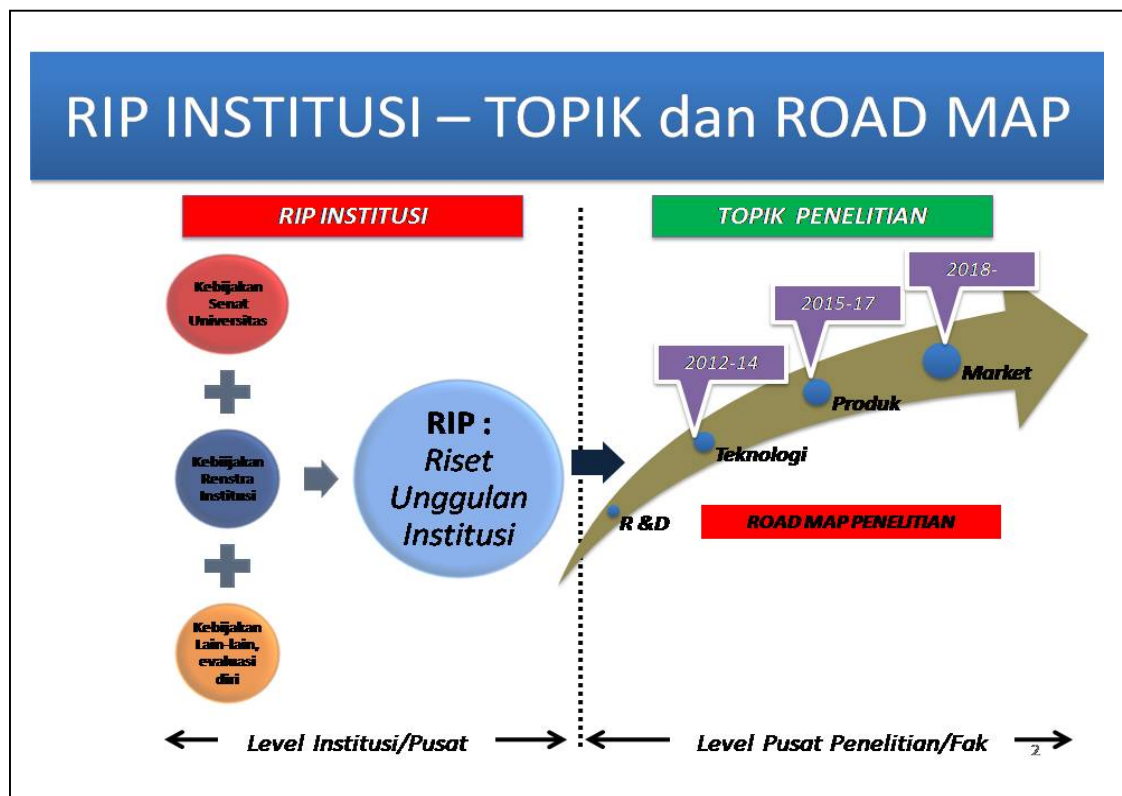 RIP INSTITUSI – TOPIK dan ROAD MAP
RIP INSTITUSI
TOPIK PENELITIAN
Kebijakan
Senat
Universitas
Kebijakan
Renstra
Institusi
Kebijakan
Lain-lain,
evaluasi
diri
RIP :
Riset
Unggulan
Institusi
2012-14
2015-17
2018-
R &D
Teknologi
Produk
Market
ROAD MAP PENELITIAN
Level Institusi/Pusat
Level Pusat Penelitian/Fak
2